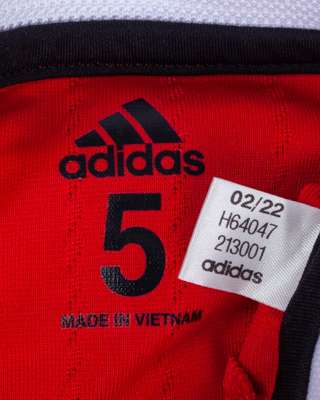 adidas
5
MADE IN VIETNAM
02/22
H64047
213001
adidas